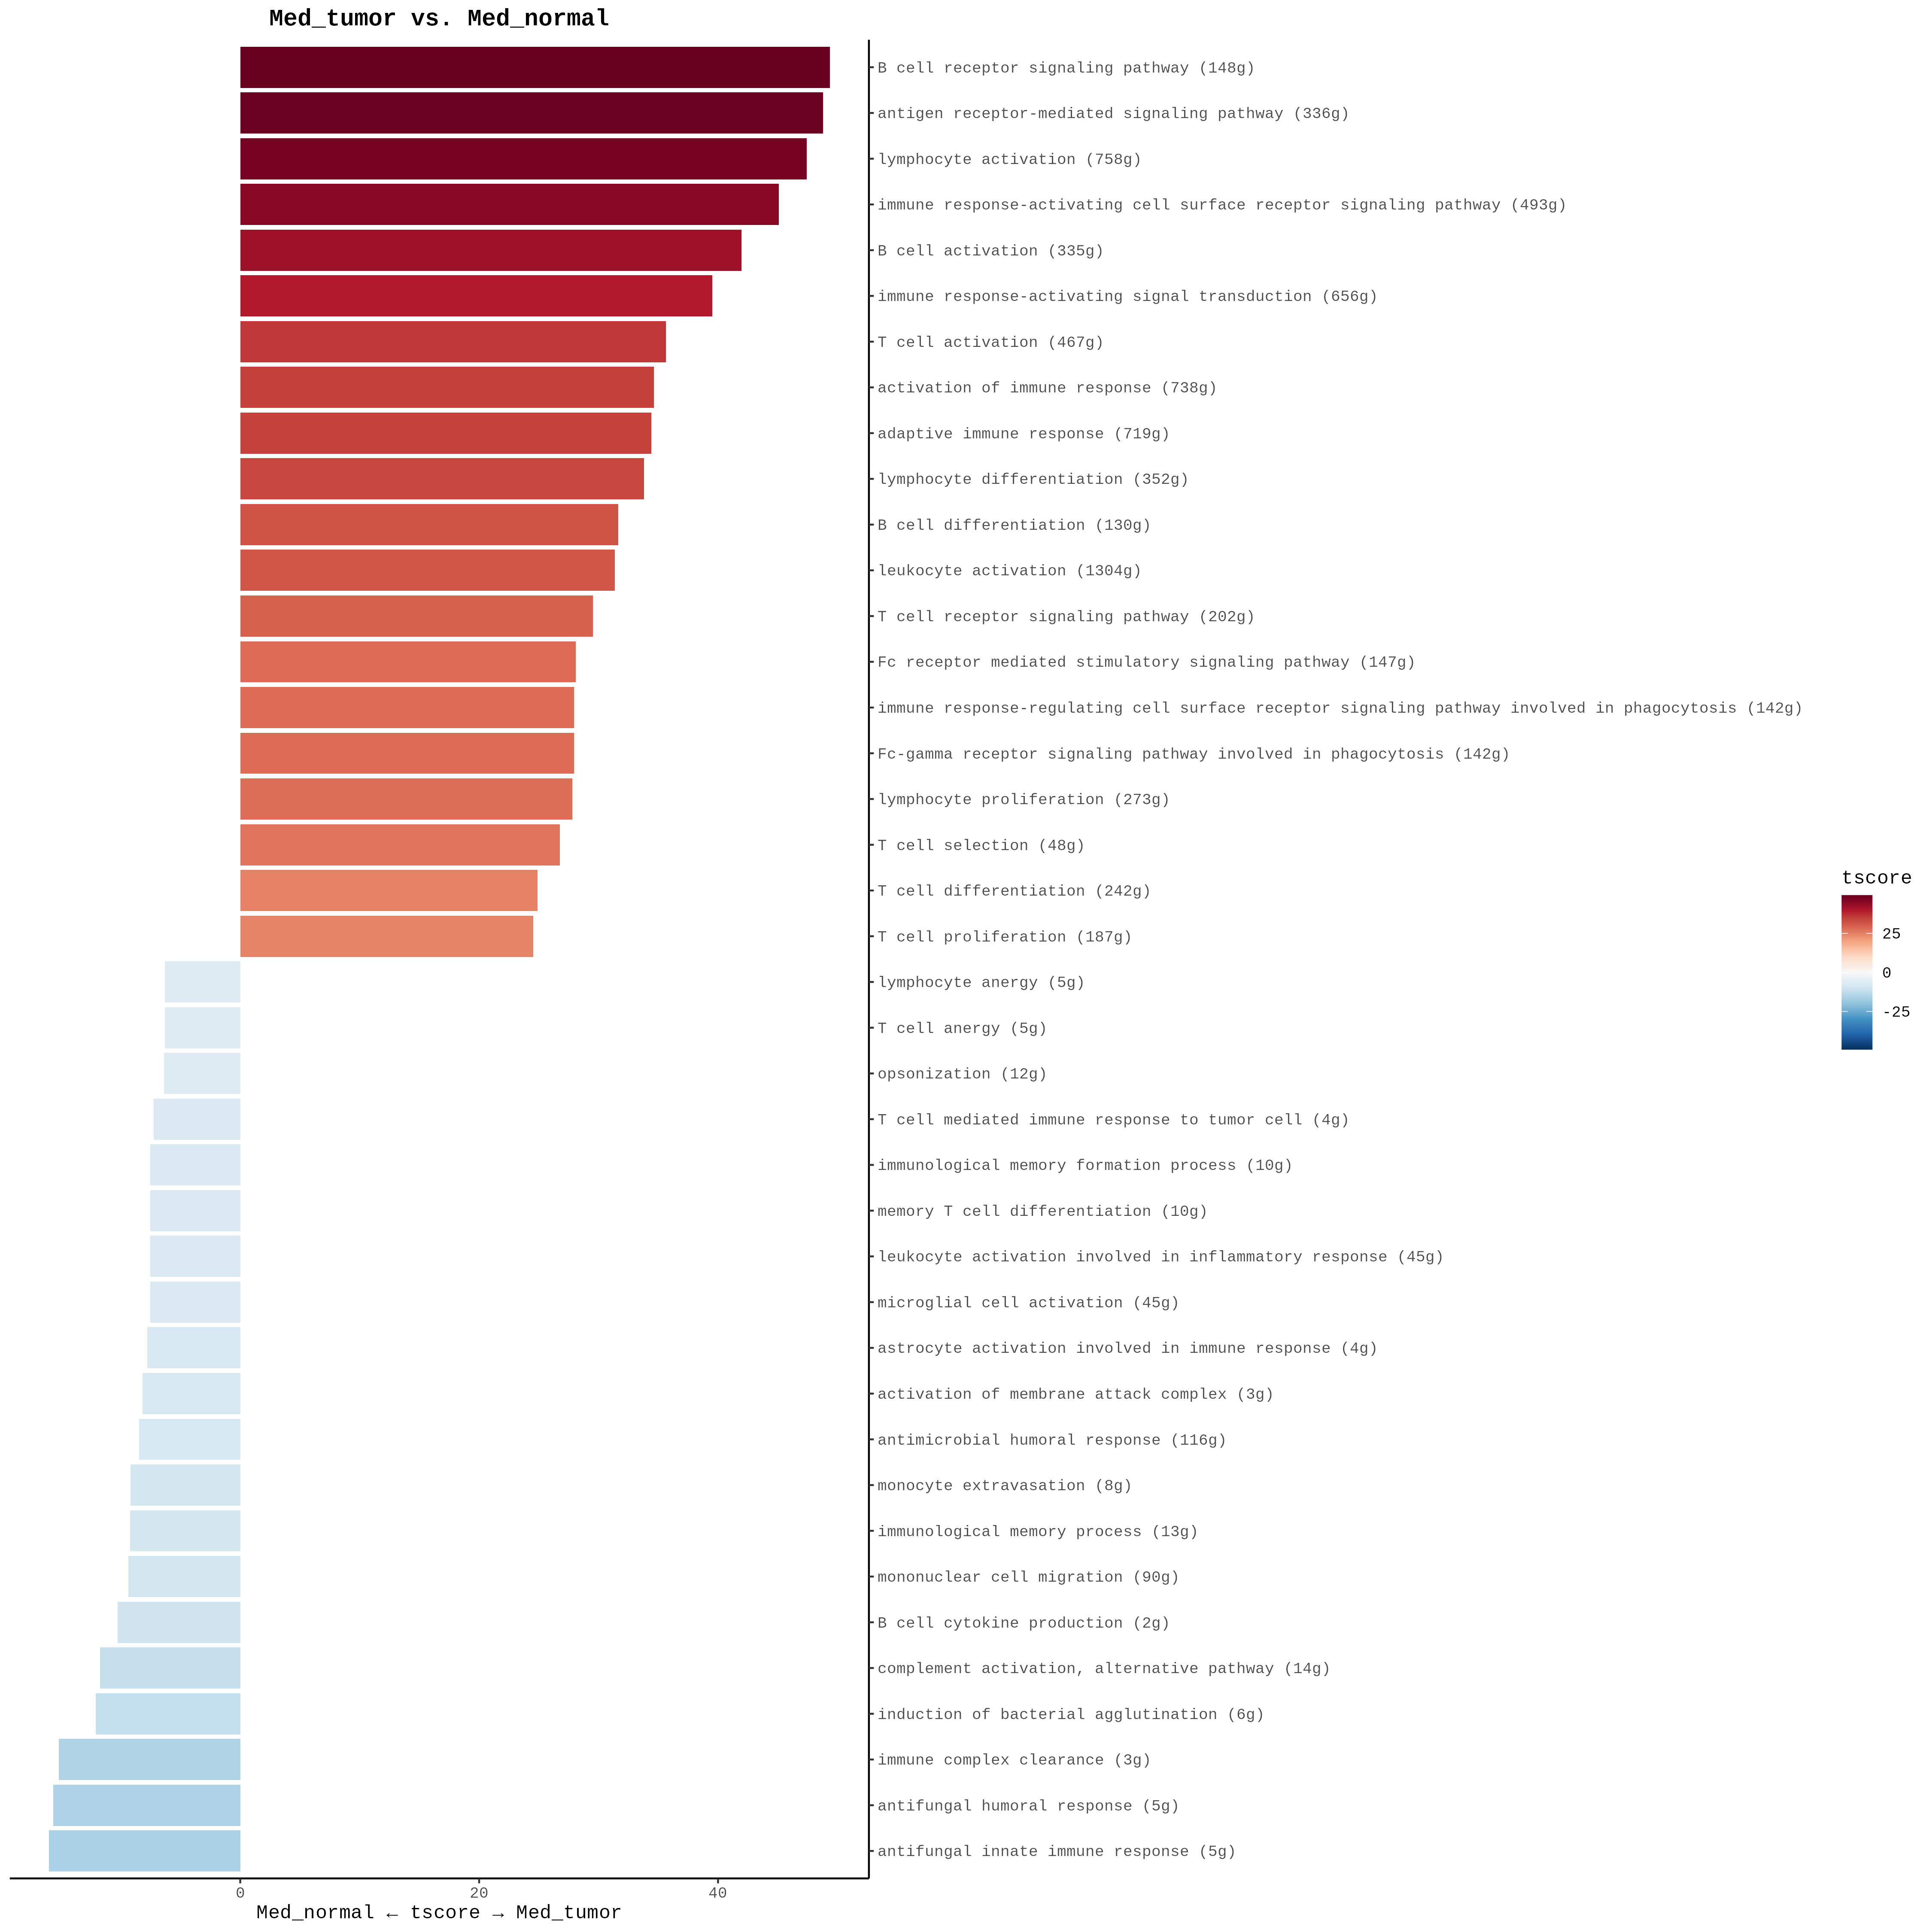 Med_tumor vs. Med_normal
B cell receptor signaling pathway (148g)
antigen receptor-mediated signaling pathway (336g)
lymphocyte activation (758g)
immune response-activating cell surface receptor signaling pathway (493g)
B cell activation (335g)
immune response-activating signal transduction (656g)
T cell activation (467g)
activation of immune response (738g)
adaptive immune response (719g)
lymphocyte differentiation (352g)
B cell differentiation (130g)
leukocyte activation (1304g)
T cell receptor signaling pathway (202g)
Fc receptor mediated stimulatory signaling pathway (147g)
immune response-regulating cell surface receptor signaling pathway involved in phagocytosis (142g)
Fc-gamma receptor signaling pathway involved in phagocytosis (142g)
lymphocyte proliferation (273g)
T cell selection (48g)
T cell differentiation (242g)
T cell proliferation (187g)
lymphocyte anergy (5g)
T cell anergy (5g)
opsonization (12g)
T cell mediated immune response to tumor cell (4g)
immunological memory formation process (10g)
memory T cell differentiation (10g)
leukocyte activation involved in inflammatory response (45g)
microglial cell activation (45g)
astrocyte activation involved in immune response (4g)
activation of membrane attack complex (3g)
antimicrobial humoral response (116g)
monocyte extravasation (8g)
immunological memory process (13g)
mononuclear cell migration (90g)
B cell cytokine production (2g)
complement activation, alternative pathway (14g)
induction of bacterial agglutination (6g)
immune complex clearance (3g)
antifungal humoral response (5g)
antifungal innate immune response (5g)
0 20 40
Med_normal ← tscore → Med_tumor
tscore
25
0
-25